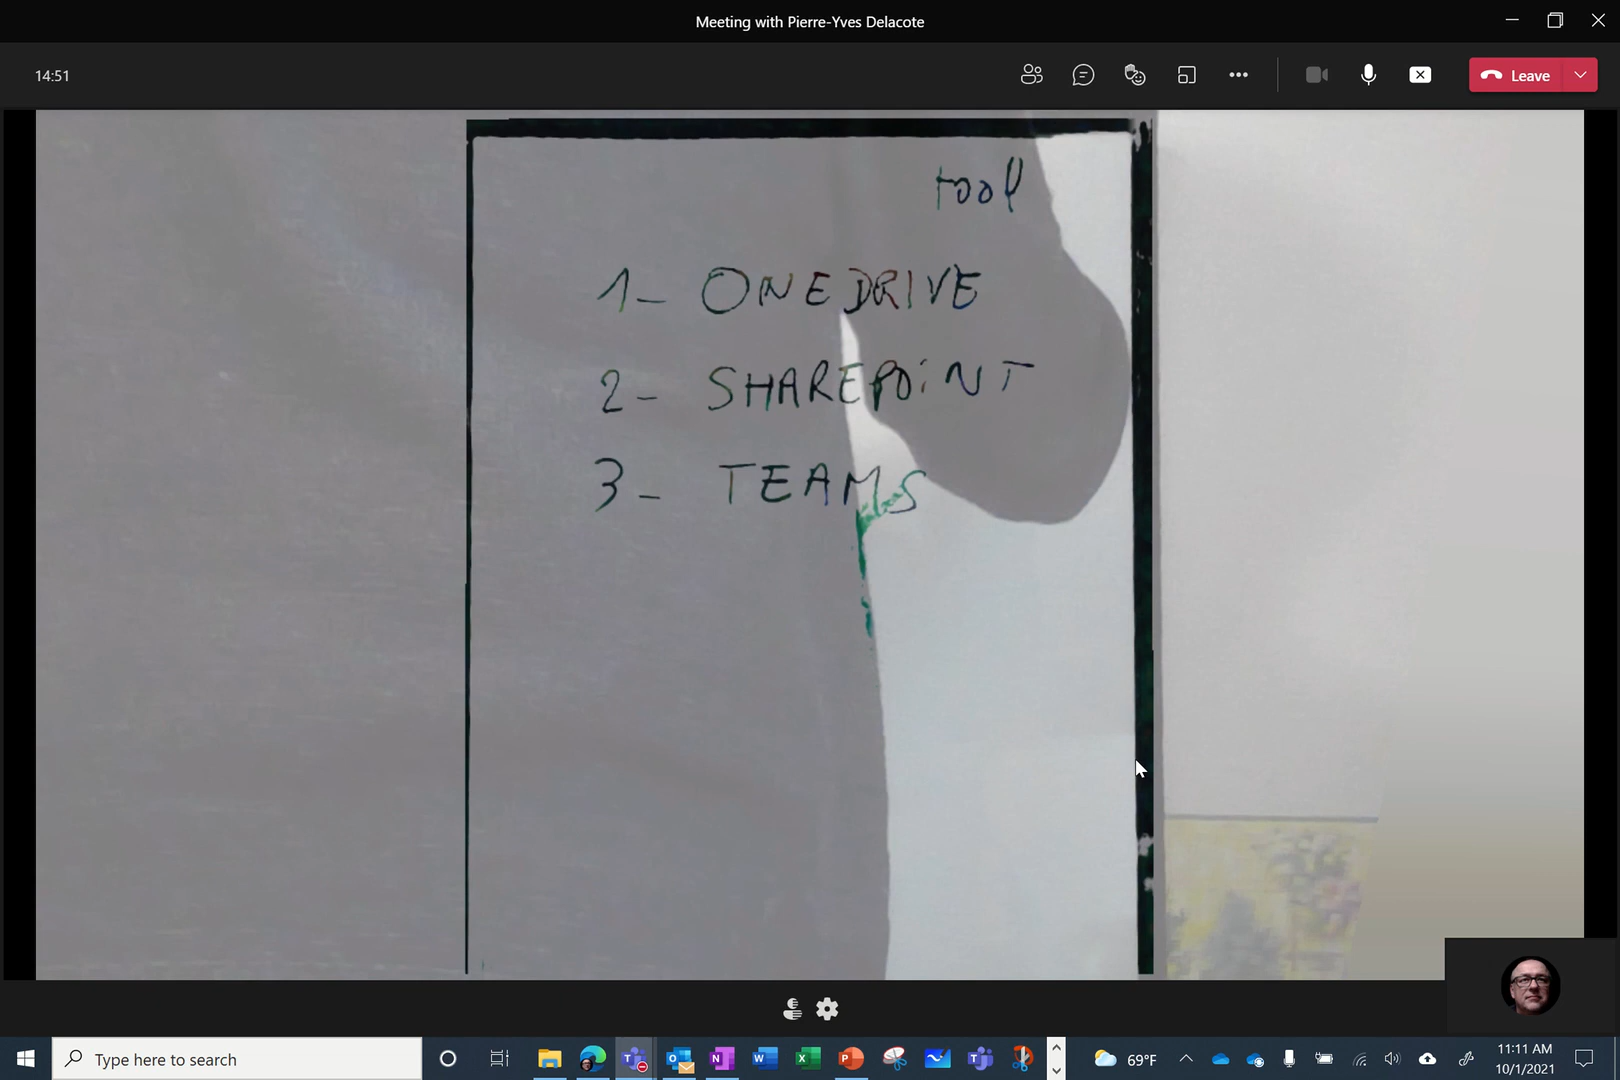 Meeting with Pierre-Yves Delacote
14:51
Leave
tool
1- ONEDRIVE
2- SHAREPOiNT
3- TEAMS
Type here to search
69°F
11:11 AM
10/1/2021